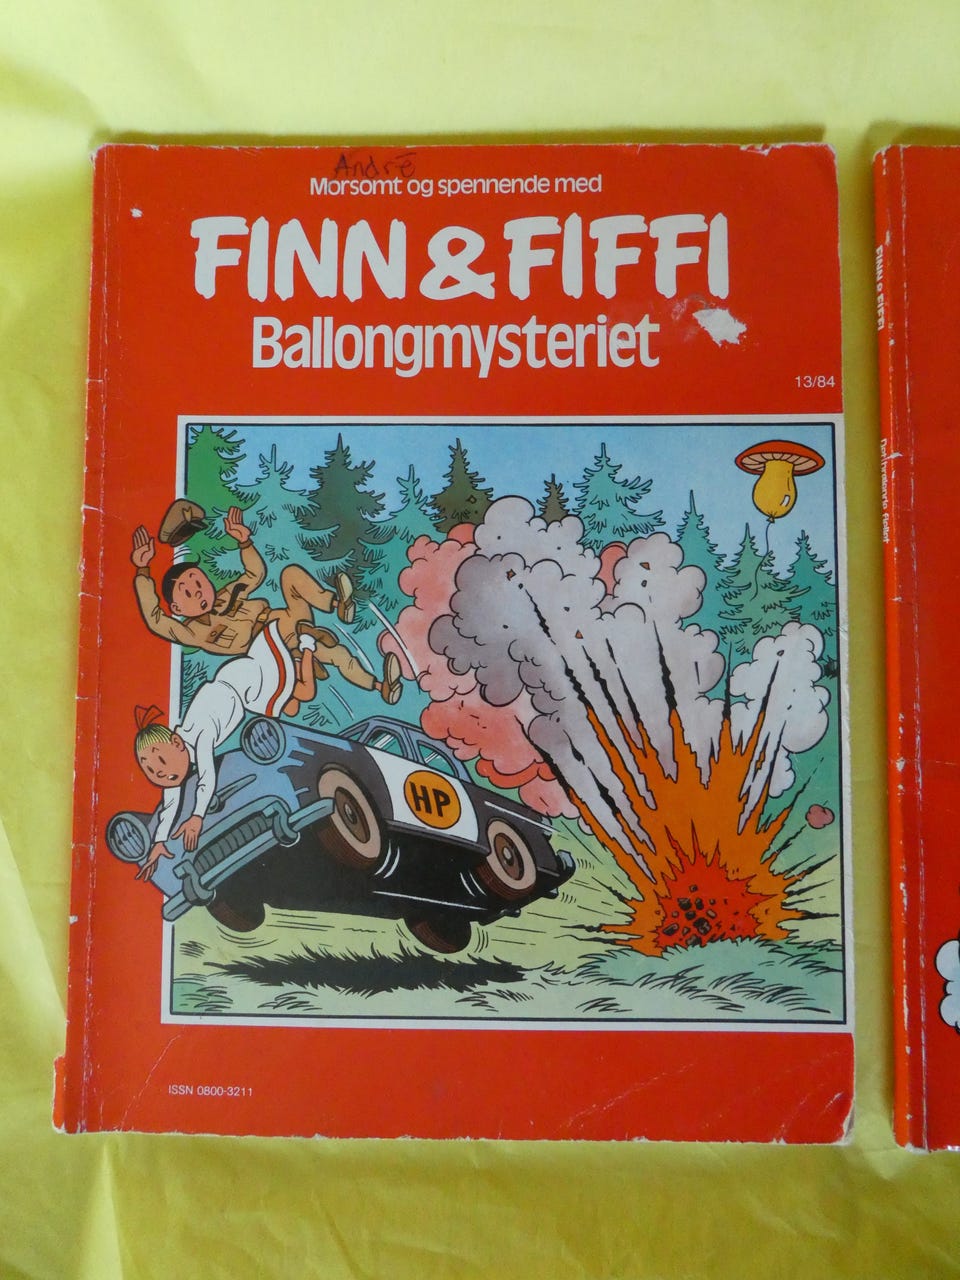 André
Morsomt og spennende med
FINN & FIFFI
Ballongmysteriet
13/84
HP
ISSN 0800-3211
FINN & FIFFI